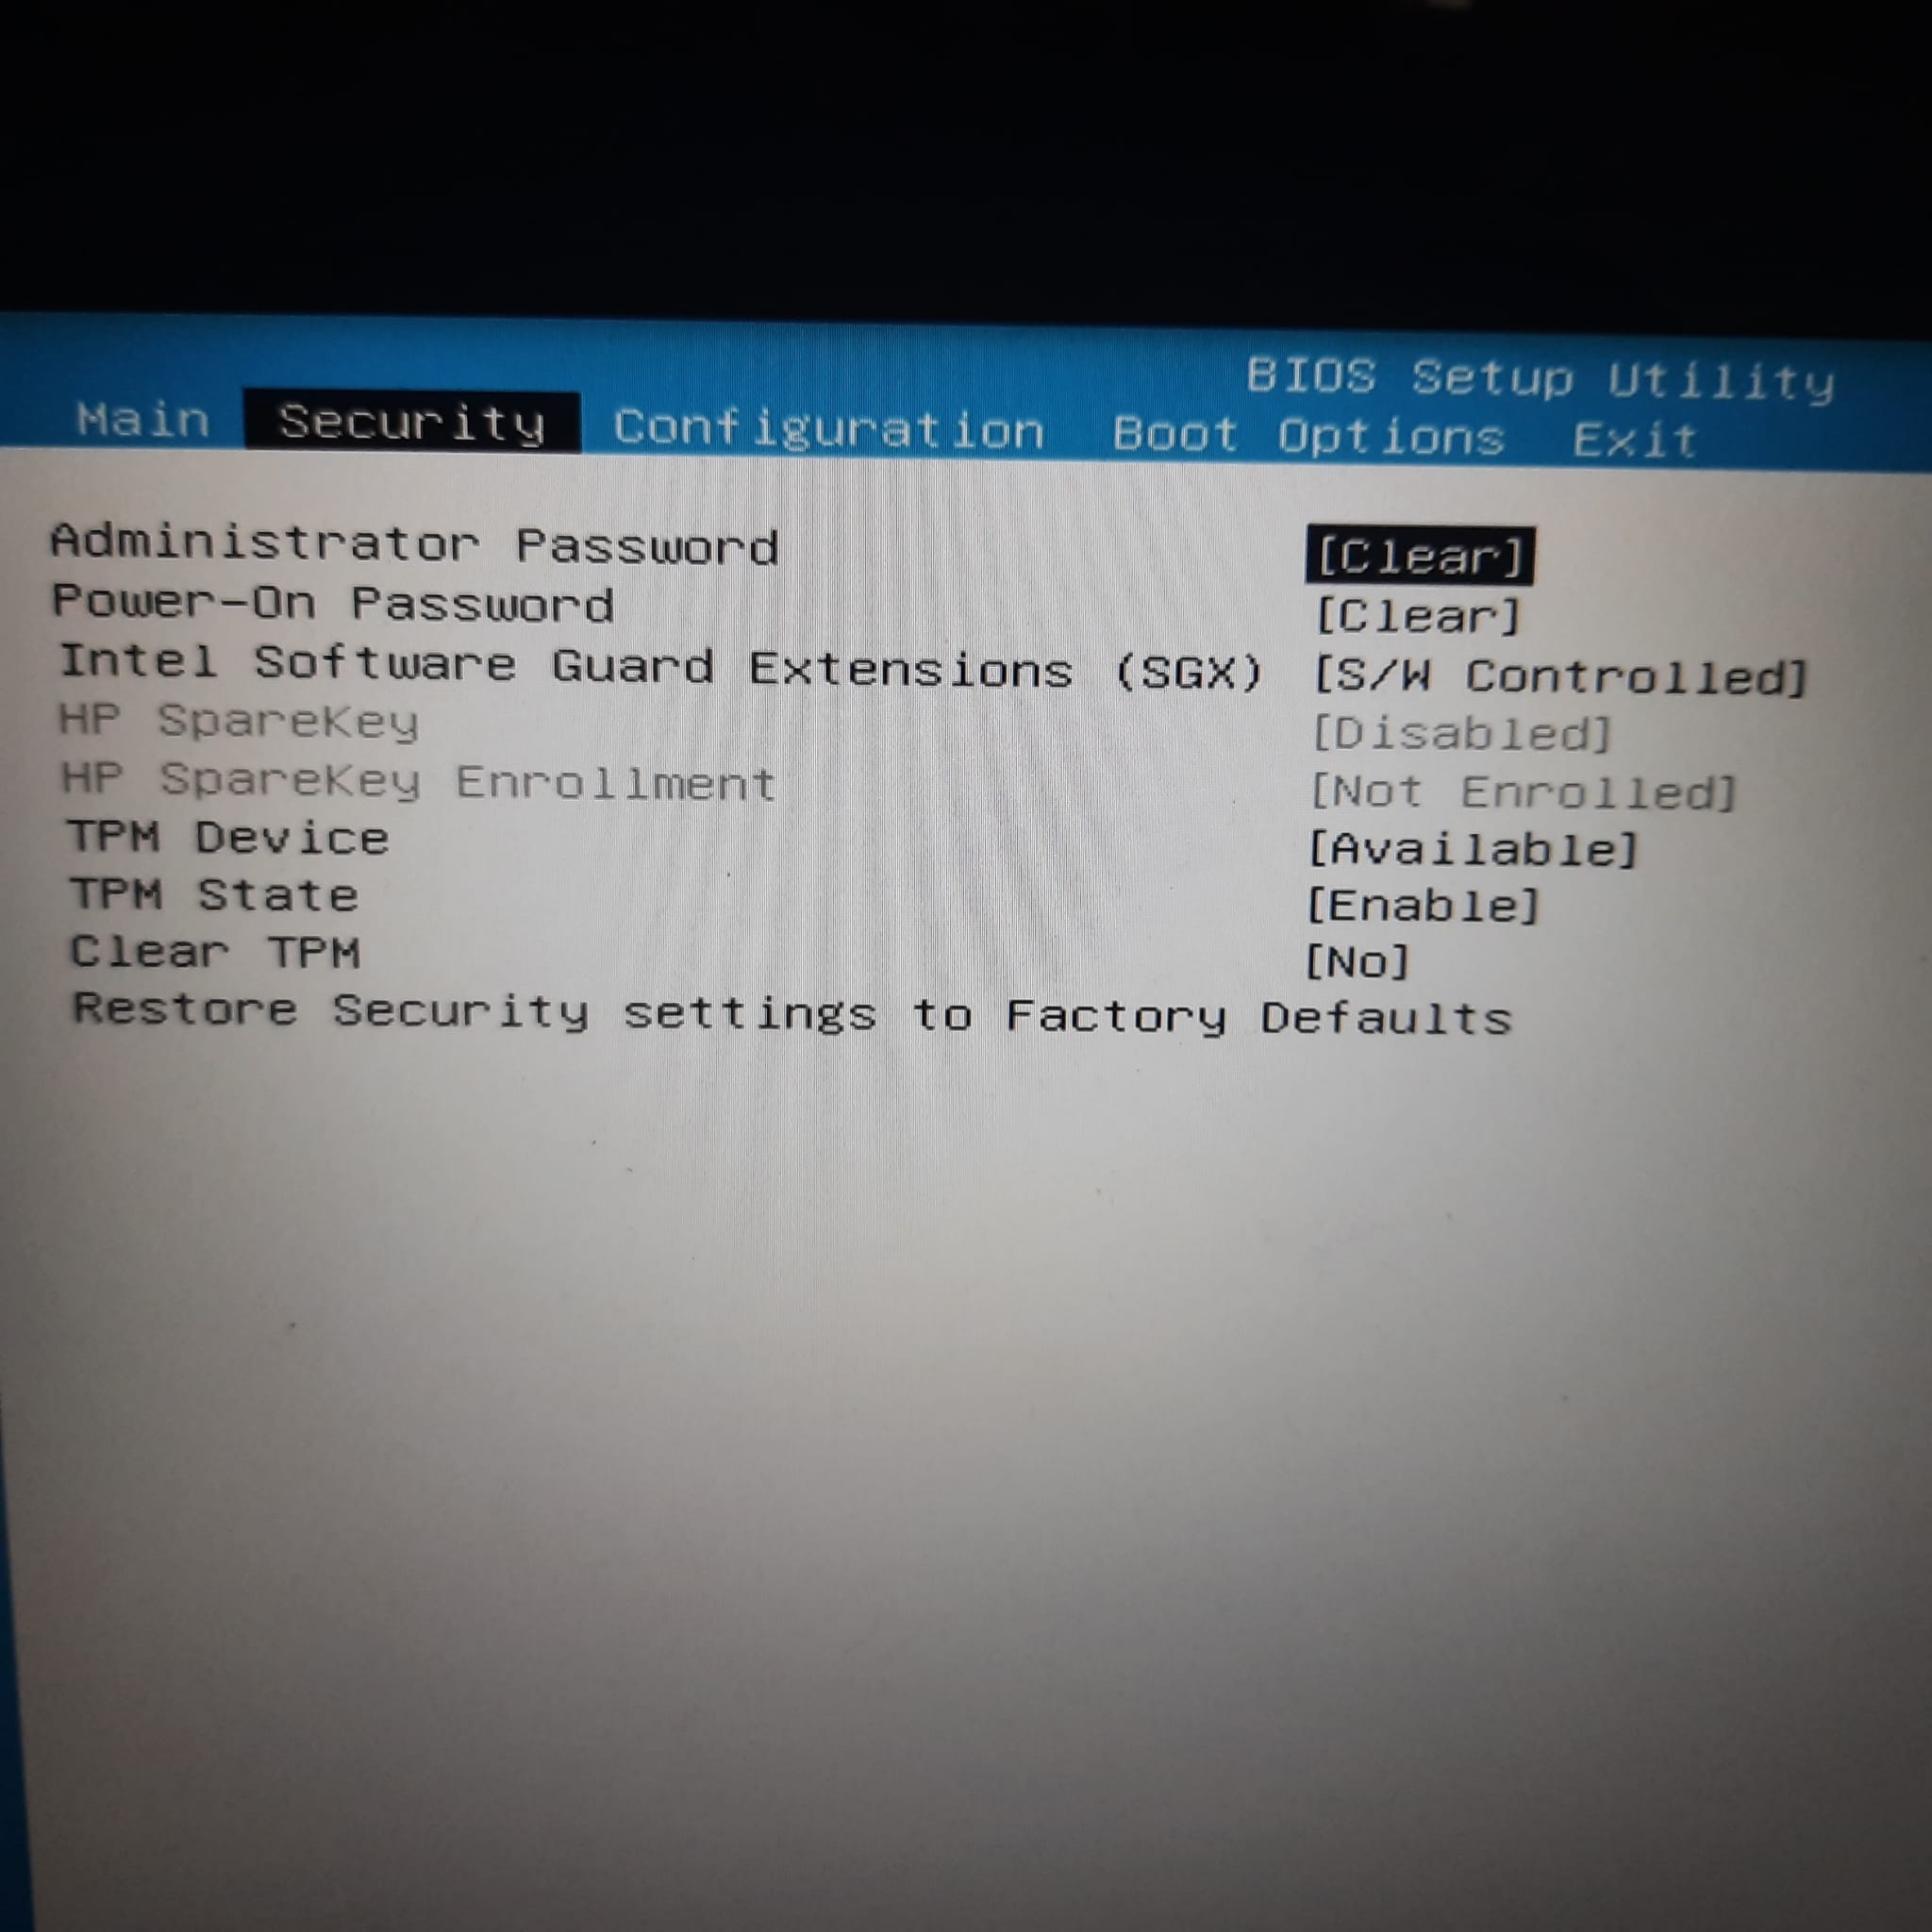 BIOS Setup Utility
Main Security Configuration Boot Options Exit
Administrator Password [Clear]
Power-On Password [Clear]
Intel Software Guard Extensions (SGX) [S/W Controlled]
HP SpareKey [Disabled]
HP SpareKey Enrollment [Not Enrolled]
TPM Device [Available]
TPM State [Enable]
Clear TPM [No]
Restore Security settings to Factory Defaults